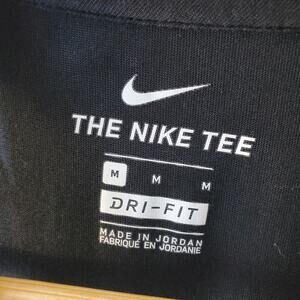 THE NIKE TEE
M M M
DRI-FIT
MADE IN JORDAN
FABRIQUÉ EN JORDANIE